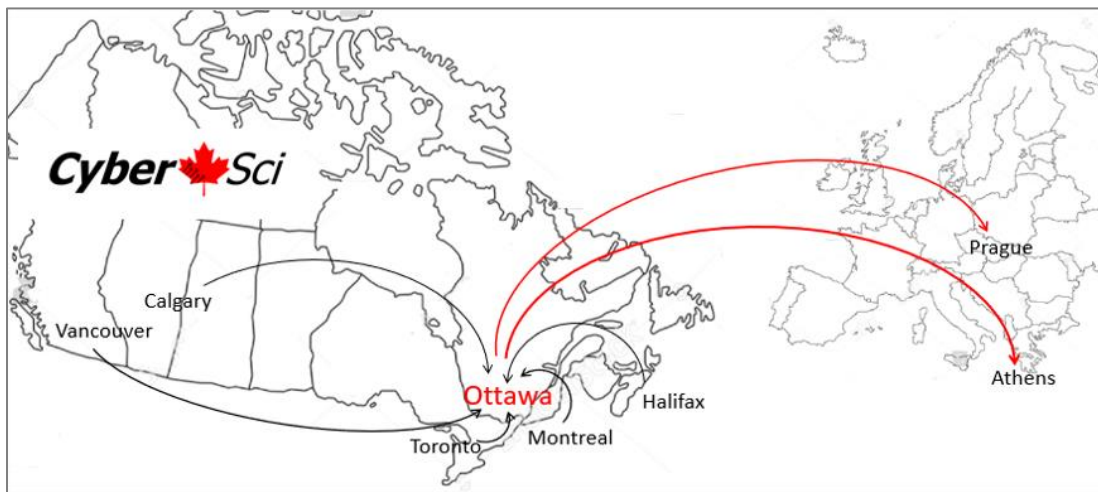 Cyber Sci
Prague
Calgary
Vancouver
Athens
Ottawa
Halifax
Toronto
Montreal